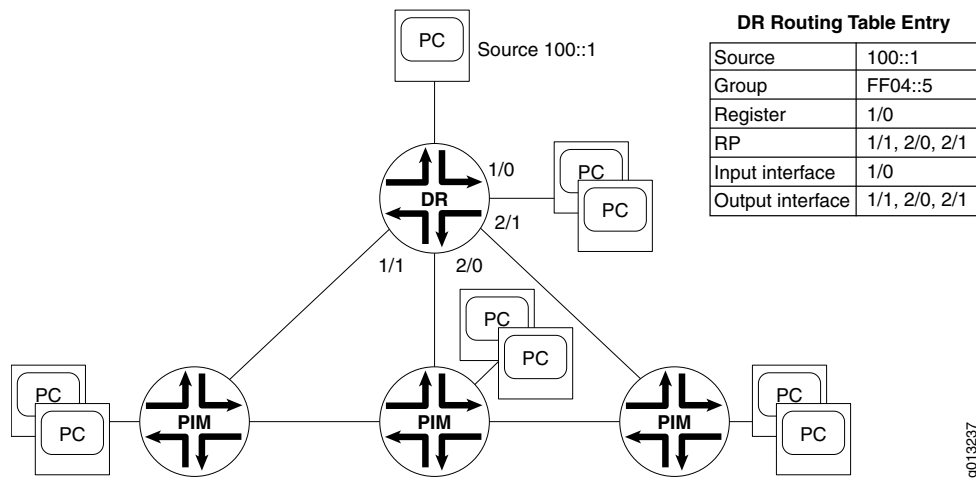 PC
Source 100::1
DR Routing Table Entry
Source 100::1
Group FF04::5
Register 1/0
RP 1/1, 2/0, 2/1
Input interface 1/0
Output interface 1/1, 2/0, 2/1
1/0
PC
PC
DR
2/1
1/1
2/0
PC
PC
PC
PC
PIM
PIM
PIM
PC
PC
g013237